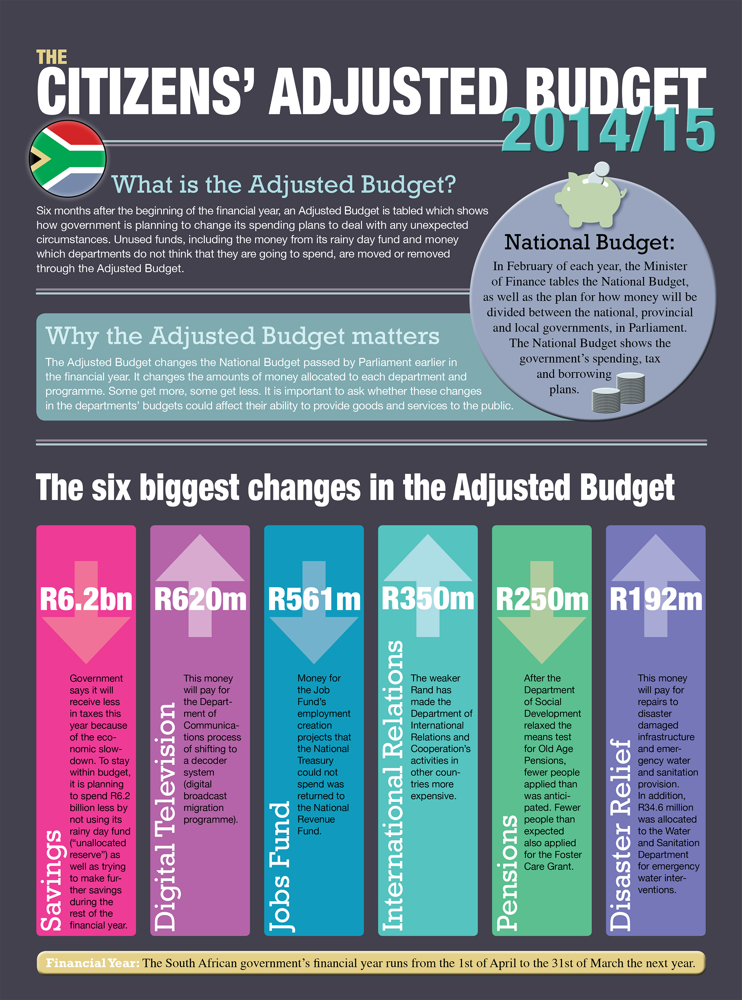 THE
CITIZENS’ ADJUSTED BUDGET
2014/15
What is the Adjusted Budget?
Six months after the beginning of the financial year, an Adjusted Budget is tabled which shows
how government is planning to change its spending plans to deal with any unexpected
circumstances. Unused funds, including the money from its rainy day fund and money
which departments do not think that they are going to spend, are moved or removed
through the Adjusted Budget.
National Budget:
In February of each year, the Minister
of Finance tables the National Budget,
as well as the plan for how money will be
divided between the national, provincial
and local governments, in Parliament.
The National Budget shows the
government’s spending, tax
and borrowing
plans.
Why the Adjusted Budget matters
The Adjusted Budget changes the National Budget passed by Parliament earlier in
the financial year. It changes the amounts of money allocated to each department and
programme. Some get more, some get less. It is important to ask whether these changes
in the departments’ budgets could affect their ability to provide goods and services to the public.
The six biggest changes in the Adjusted Budget
R6.2bn
Savings
Government
says it will
receive less
in taxes this
year because
of the eco-
nomic slow-
down. To stay
within budget,
it is planning
to spend R6.2
billion less by
not using its
rainy day fund
(“unallocated
reserve”) as
well as trying
to make fur-
ther savings
during the
rest of the
financial year.
R620m
Digital Television
This money
will pay for
the Depart-
ment of
Communica-
tions process
of shifting to
a decoder
system
(digital
broadcast
migration
programme).
R561m
Jobs Fund
Money for
the Job
Fund’s
employment
creation
projects that
the National
Treasury
could not
spend was
returned to
the National
Revenue
Fund.
R350m
International Relations
The weaker
Rand has
made the
Department of
International
Relations and
Cooperation’s
activities in
other coun-
tries more
expensive.
R250m
Pensions
After the
Department
of Social
Development
relaxed the
means test
for Old Age
Pensions,
fewer people
applied than
was antici-
pated. Fewer
people than
expected
also applied
for the Foster
Care Grant.
R192m
Disaster Relief
This money
will pay for
repairs to
disaster
damaged
infrastructure
and emer-
gency water
and sanitation
provision.
In addition,
R34.6 million
was allocated
to the Water
and Sanitation
Department
for emergency
water inter-
ventions.
Financial Year: The South African government’s financial year runs from the 1st of April to the 31st of March the next year.